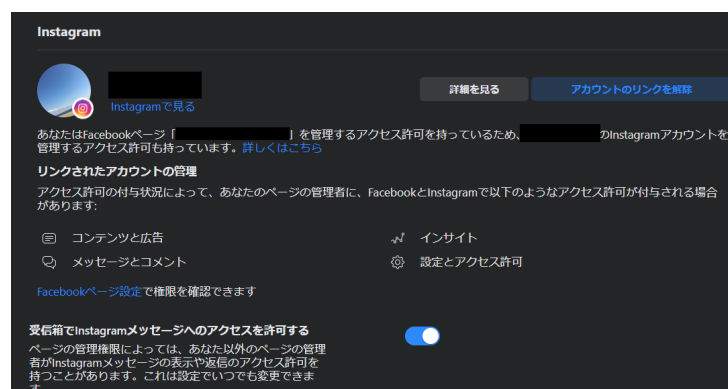 Instagram
Instagramで見る
詳細を見る
アカウントのリンクを解除
あなたはFacebookページ「 」を管理するアクセス許可を持っているため、 のInstagramアカウントを
管理するアクセス許可も持っています。詳しくはこちら
リンクされたアカウントの管理
アクセス許可の付与状況によって、あなたのページの管理者に、FacebookとInstagramで以下のようなアクセス許可が付与される場合
があります:
コンテンツと広告
インサイト
メッセージとコメント
設定とアクセス許可
Facebookページ設定で権限を確認できます
受信箱でInstagramメッセージへのアクセスを許可する
ページの管理権限によっては、あなた以外のページの管理
者がInstagramメッセージの表示や返信のアクセス許可を
持つことがあります。これは設定でいつでも変更できま
す